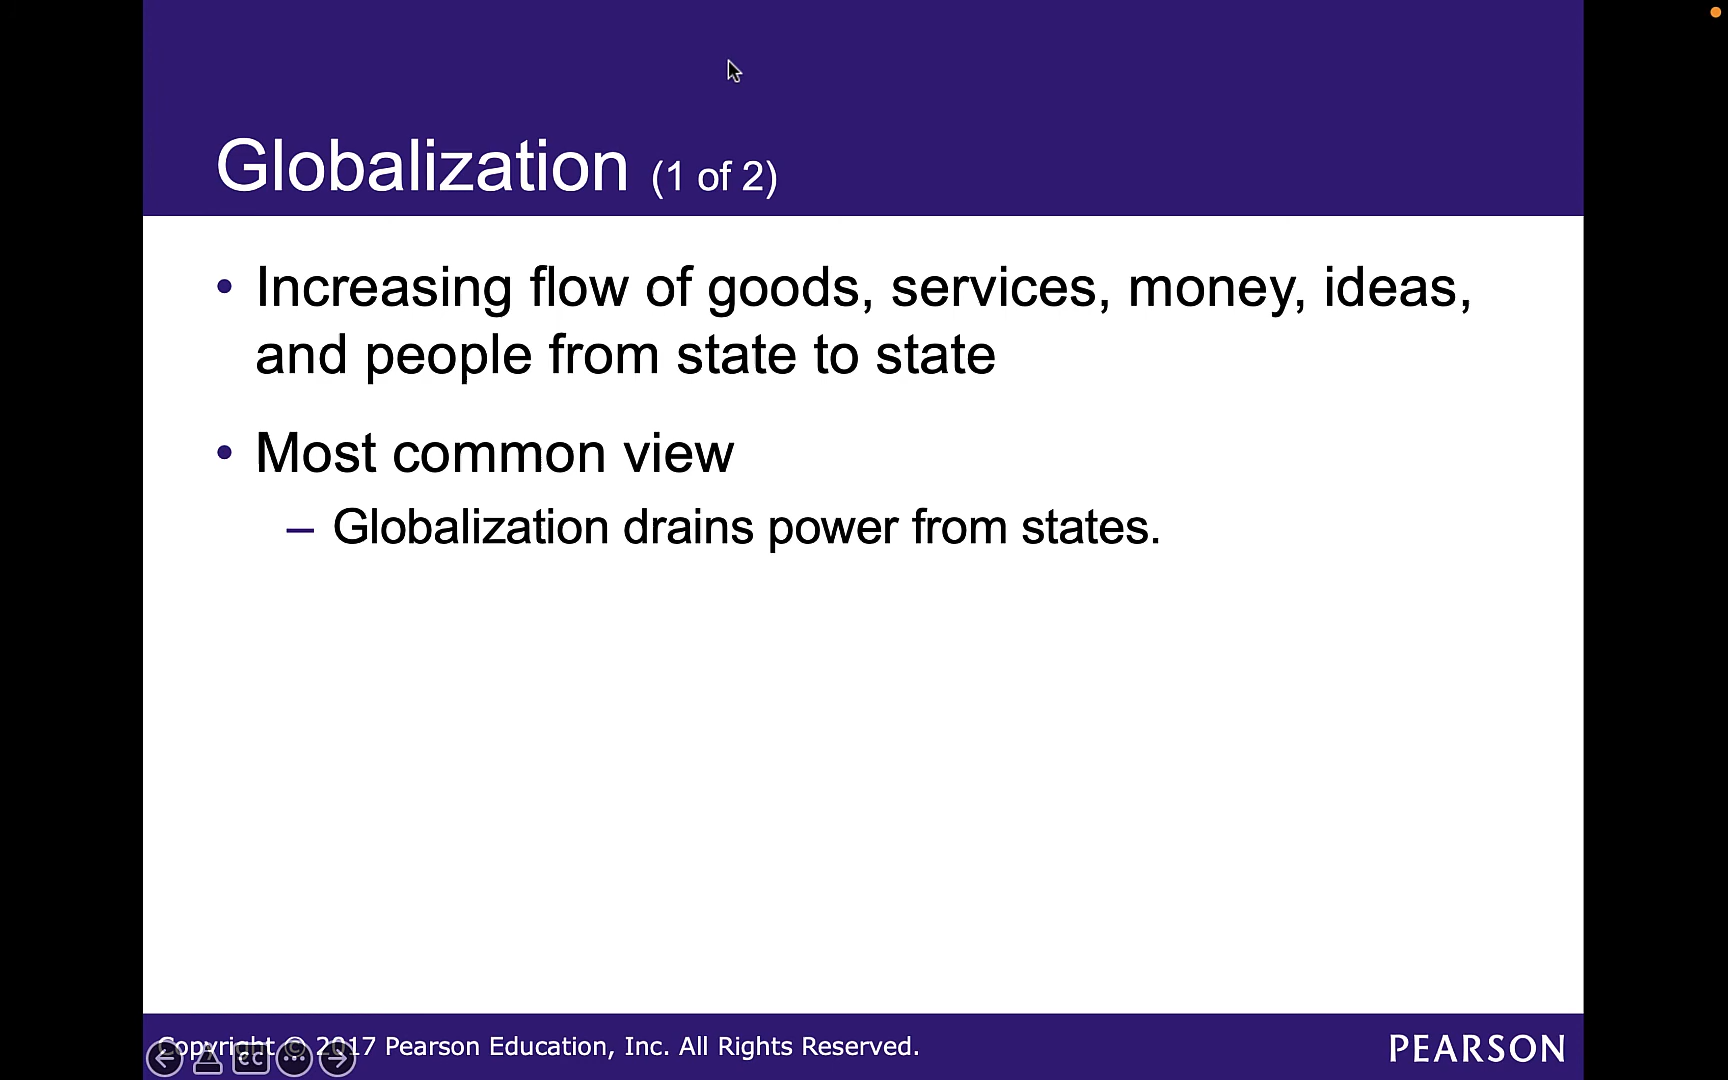 Globalization (1 of 2)
• Increasing flow of goods, services, money, ideas,
and people from state to state
• Most common view
– Globalization drains power from states.
Copyright © 2017 Pearson Education, Inc. All Rights Reserved.
PEARSON
CC